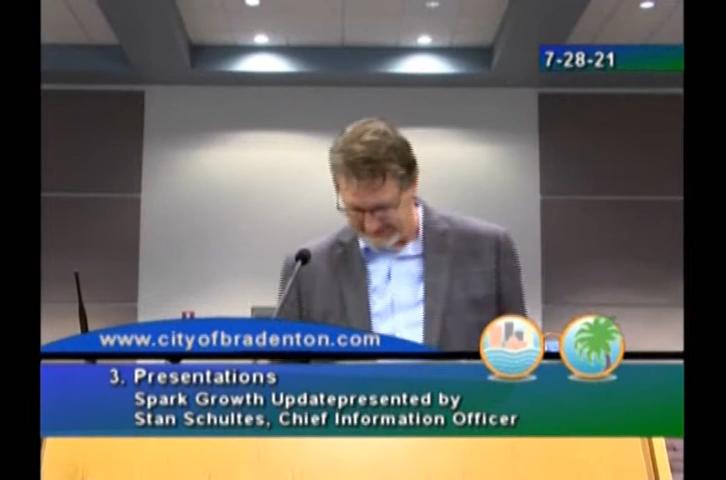 7-28-21
www.cityofbradenton.com
3. Presentations
Spark Growth Updatepresented by
Stan Schultes, Chief Information Officer